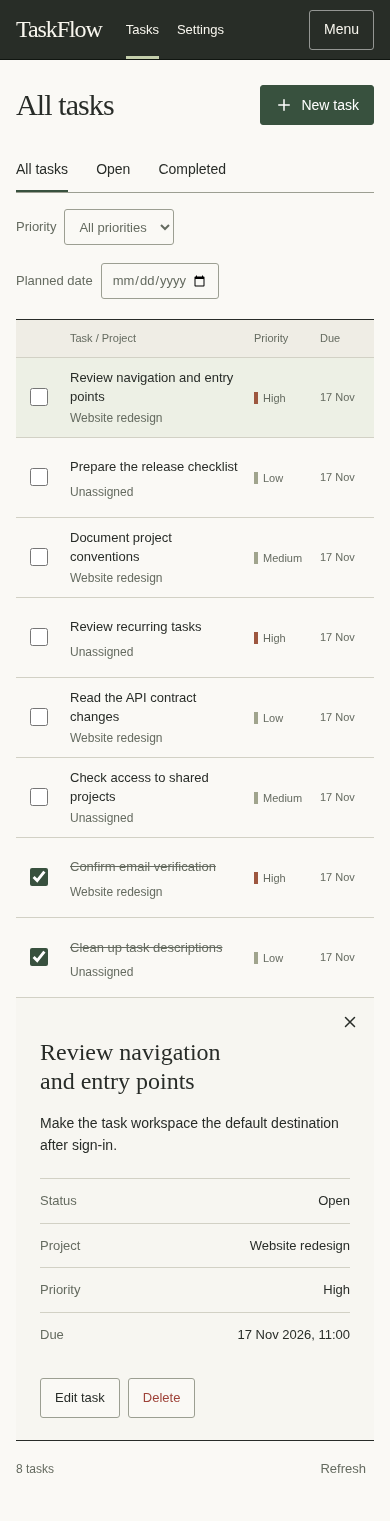 TaskFlow Tasks Settings Menu
All tasks
New task
All tasks Open Completed
Priority All priorities
Planned date mm/dd/yyyy
Task / Project Priority Due
Review navigation and entry
points
Website redesign
High 17 Nov
Prepare the release checklist
Unassigned
Low 17 Nov
Document project
conventions
Website redesign
Medium 17 Nov
Review recurring tasks
Unassigned
High 17 Nov
Read the API contract
changes
Website redesign
Low 17 Nov
Check access to shared
projects
Unassigned
Medium 17 Nov
Confirm email verification
Website redesign
High 17 Nov
Clean up task descriptions
Unassigned
Low 17 Nov
Review navigation
and entry points
Make the task workspace the default destination
after sign-in.
Status Open
Project Website redesign
Priority High
Due 17 Nov 2026, 11:00
Edit task Delete
8 tasks Refresh